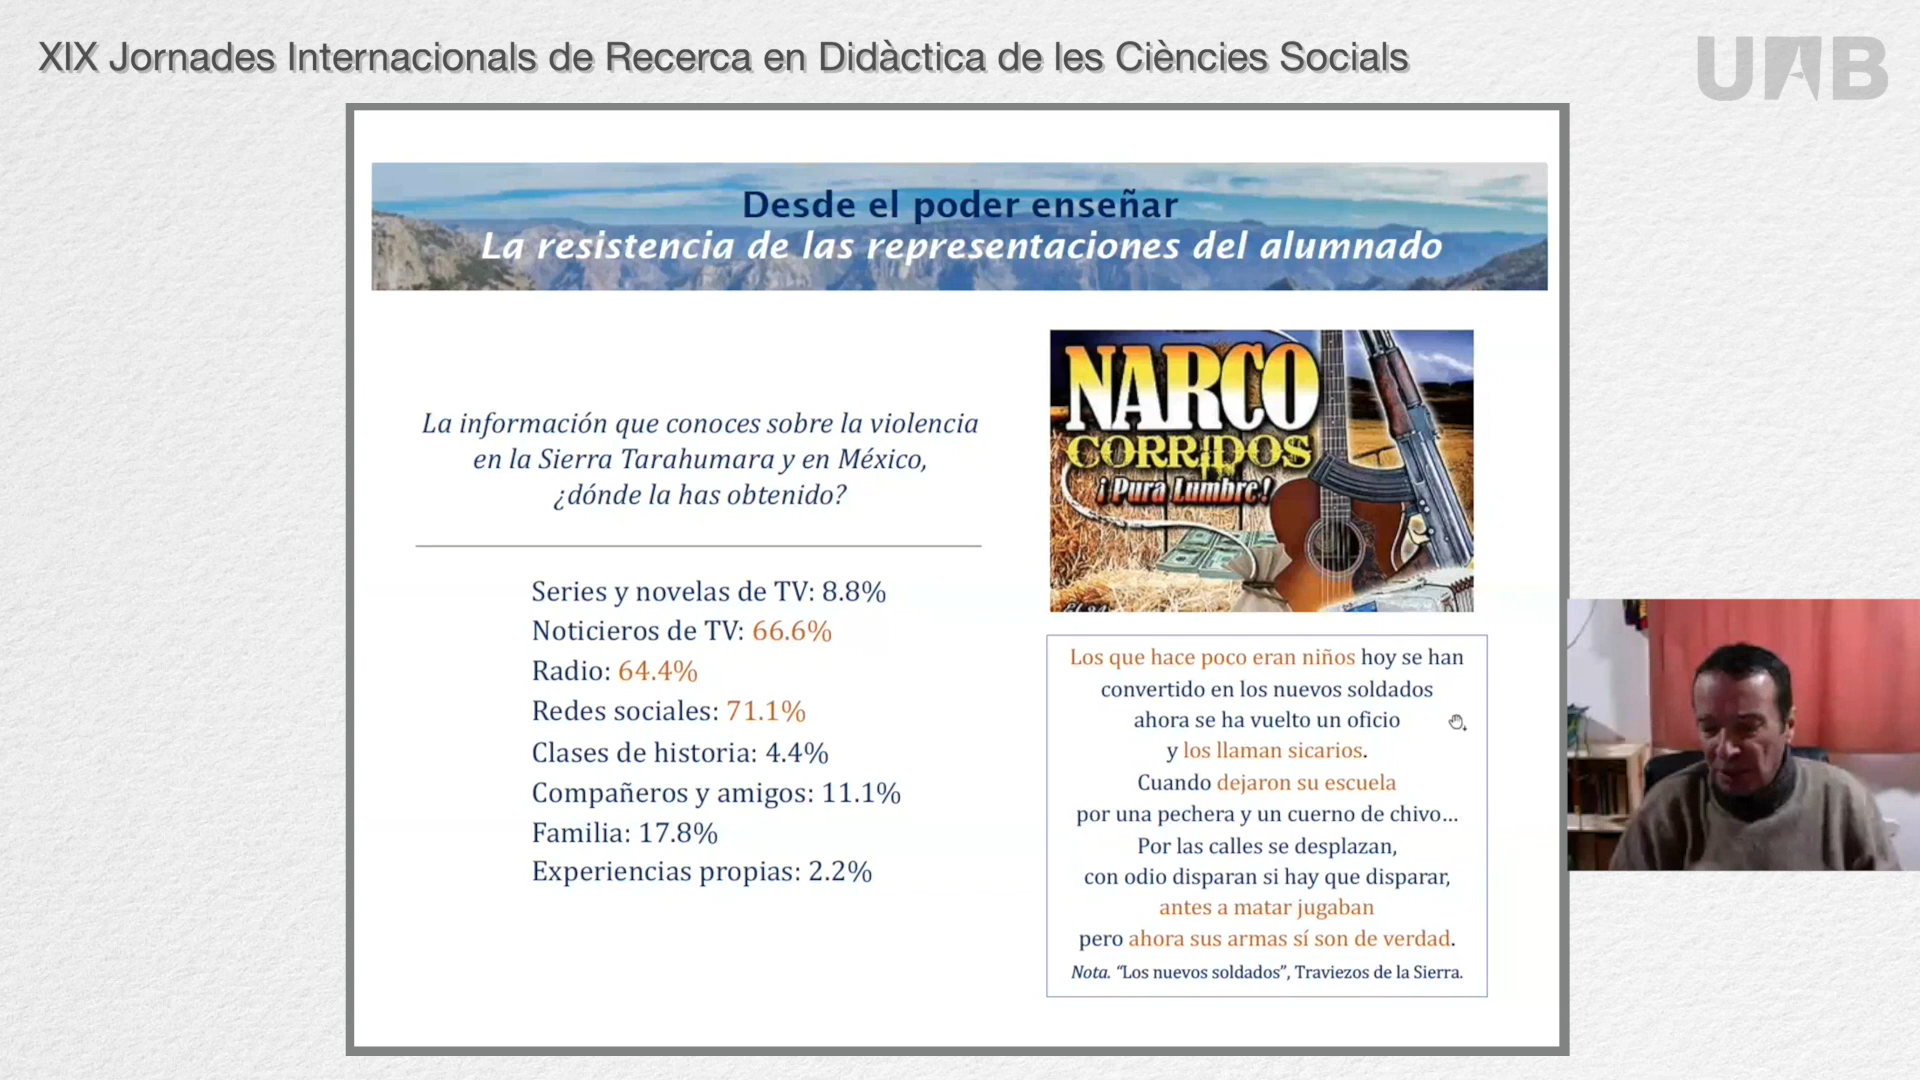 XIX Jornades Internacionals de Recerca en Didàctica de les Ciències Socials
UAB
Desde el poder enseñar
La resistencia de las representaciones del alumnado
La información que conoces sobre la violencia
en la Sierra Tarahumara y en México,
¿dónde la has obtenido?
Series y novelas de TV: 8.8%
Noticieros de TV: 66.6%
Radio: 64.4%
Redes sociales: 71.1%
Clases de historia: 4.4%
Compañeros y amigos: 11.1%
Familia: 17.8%
Experiencias propias: 2.2%
NARCO
CORRIDOS
¡Pura Lumbre!
Los que hace poco eran niños hoy se han
convertido en los nuevos soldados
ahora se ha vuelto un oficio
y los llaman sicarios.
Cuando dejaron su escuela
por una pechera y un cuerno de chivo…
Por las calles se desplazan,
con odio disparan si hay que disparar,
antes a matar jugaban
pero ahora sus armas sí son de verdad.
Nota. “Los nuevos soldados”, Traviezos de la Sierra.